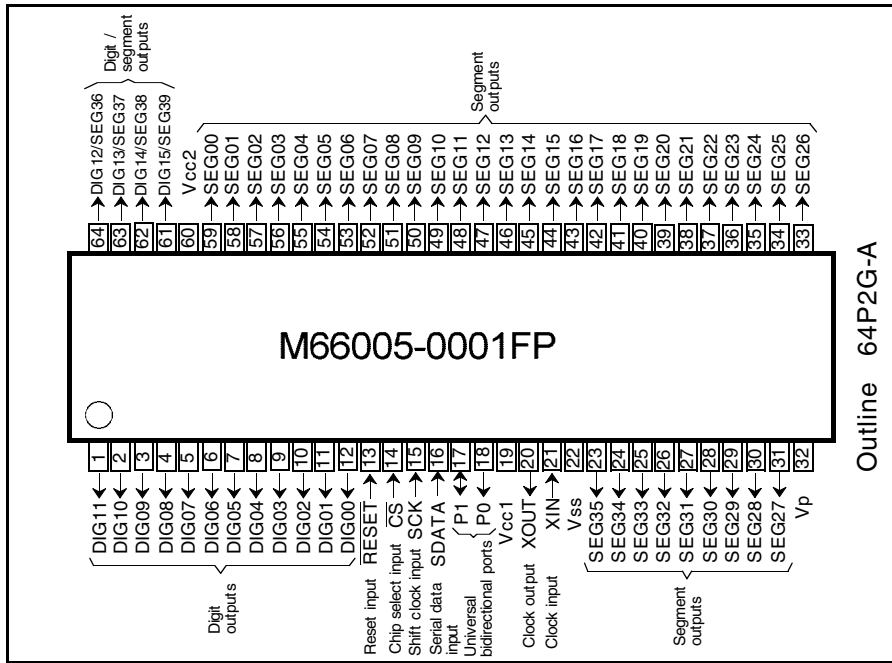 Digit /
segment
outputs
Segment
outputs
DIG12/SEG36
DIG13/SEG37
DIG14/SEG38
DIG15/SEG39
Vcc2
SEG00
SEG01
SEG02
SEG03
SEG04
SEG05
SEG06
SEG07
SEG08
SEG09
SEG10
SEG11
SEG12
SEG13
SEG14
SEG15
SEG16
SEG17
SEG18
SEG19
SEG20
SEG21
SEG22
SEG23
SEG24
SEG25
SEG26
64
63
62
61
60
59
58
57
56
55
54
53
52
51
50
49
48
47
46
45
44
43
42
41
40
39
38
37
36
35
34
33
M66005-0001FP
1
2
3
4
5
6
7
8
9
10
11
12
13
14
15
16
17
18
19
20
21
22
23
24
25
26
27
28
29
30
31
32
DIG11
DIG10
DIG09
DIG08
DIG07
DIG06
DIG05
DIG04
DIG03
DIG02
DIG01
DIG00
RESET
CS
SCK
SDATA
P1
P0
Vcc1
XOUT
XIN
Vss
SEG35
SEG34
SEG33
SEG32
SEG31
SEG30
SEG29
SEG28
SEG27
Vp
Digit
outputs
Reset input
Chip select input
Shift clock input
Serial data
input
Universal
bidirectional ports
Clock output
Clock input
Segment
outputs
Outline 64P2G-A